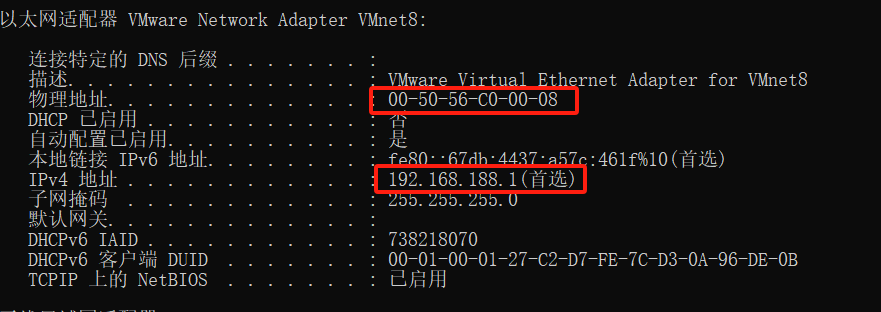 以太网适配器 VMware Network Adapter VMnet8:
连接特定的 DNS 后缀 . . . . . . . :
描述. . . . . . . . . . . . . . . : VMware Virtual Ethernet Adapter for VMnet8
物理地址. . . . . . . . . . . . . : 00-50-56-C0-00-08
DHCP 已启用 . . . . . . . . . . . : 否
自动配置已启用. . . . . . . . . . : 是
本地链接 IPv6 地址. . . . . . . . : fe80::67db:4437:a57c:461f%10(首选)
IPv4 地址 . . . . . . . . . . . . : 192.168.188.1(首选)
子网掩码 . . . . . . . . . . . . : 255.255.255.0
默认网关. . . . . . . . . . . . . :
DHCPv6 IAID . . . . . . . . . . . : 738218070
DHCPv6 客户端 DUID . . . . . . . : 00-01-00-01-27-C2-D7-FE-7C-D3-0A-96-DE-0B
TCPIP 上的 NetBIOS . . . . . . . : 已启用